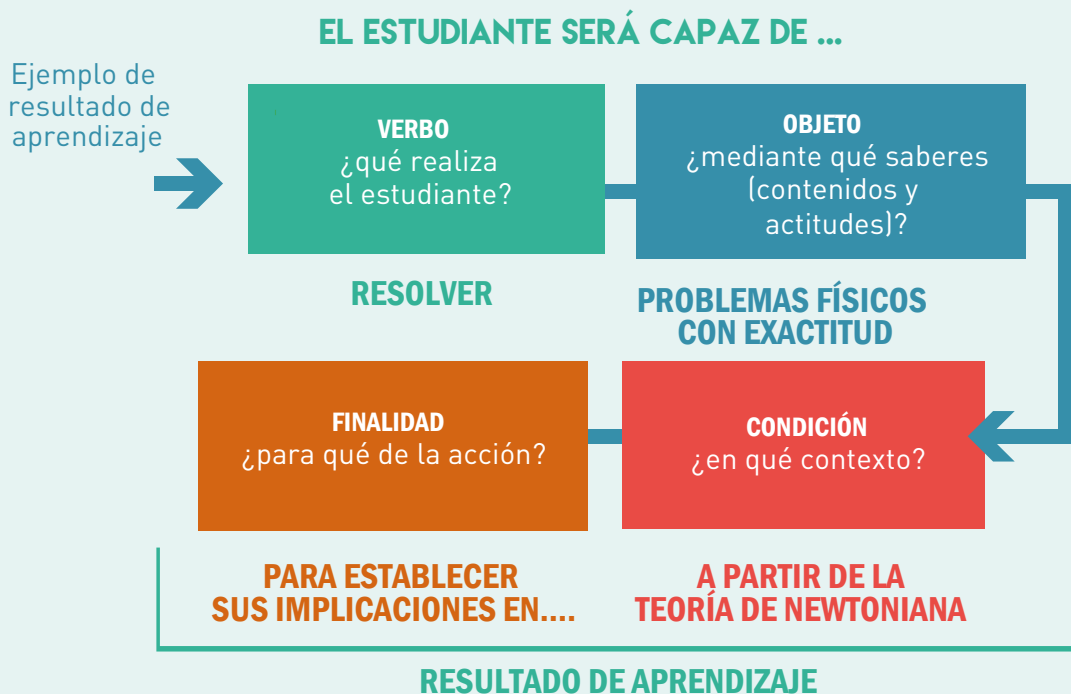 EL ESTUDIANTE SERÁ CAPAZ DE ...
Ejemplo de
resultado de
aprendizaje
VERBO
¿qué realiza
el estudiante?
OBJETO
¿mediante qué saberes
(contenidos y
actitudes)?
RESOLVER
PROBLEMAS FÍSICOS
CON EXACTITUD
CONDICIÓN
¿en qué contexto?
A PARTIR DE LA
TEORÍA DE NEWTONIANA
FINALIDAD
¿para qué de la acción?
PARA ESTABLECER
SUS IMPLICACIONES EN....
RESULTADO DE APRENDIZAJE